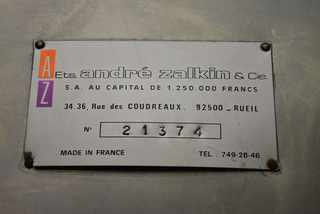 AZ Ets. andré zalkin & Cie.
S.A. AU CAPITAL DE 1.250.000 FRANCS
34.36, Rue des COUDREAUX. 92500 _ RUEIL
N° 21374
MADE IN FRANCE TEL. : 749-28-46